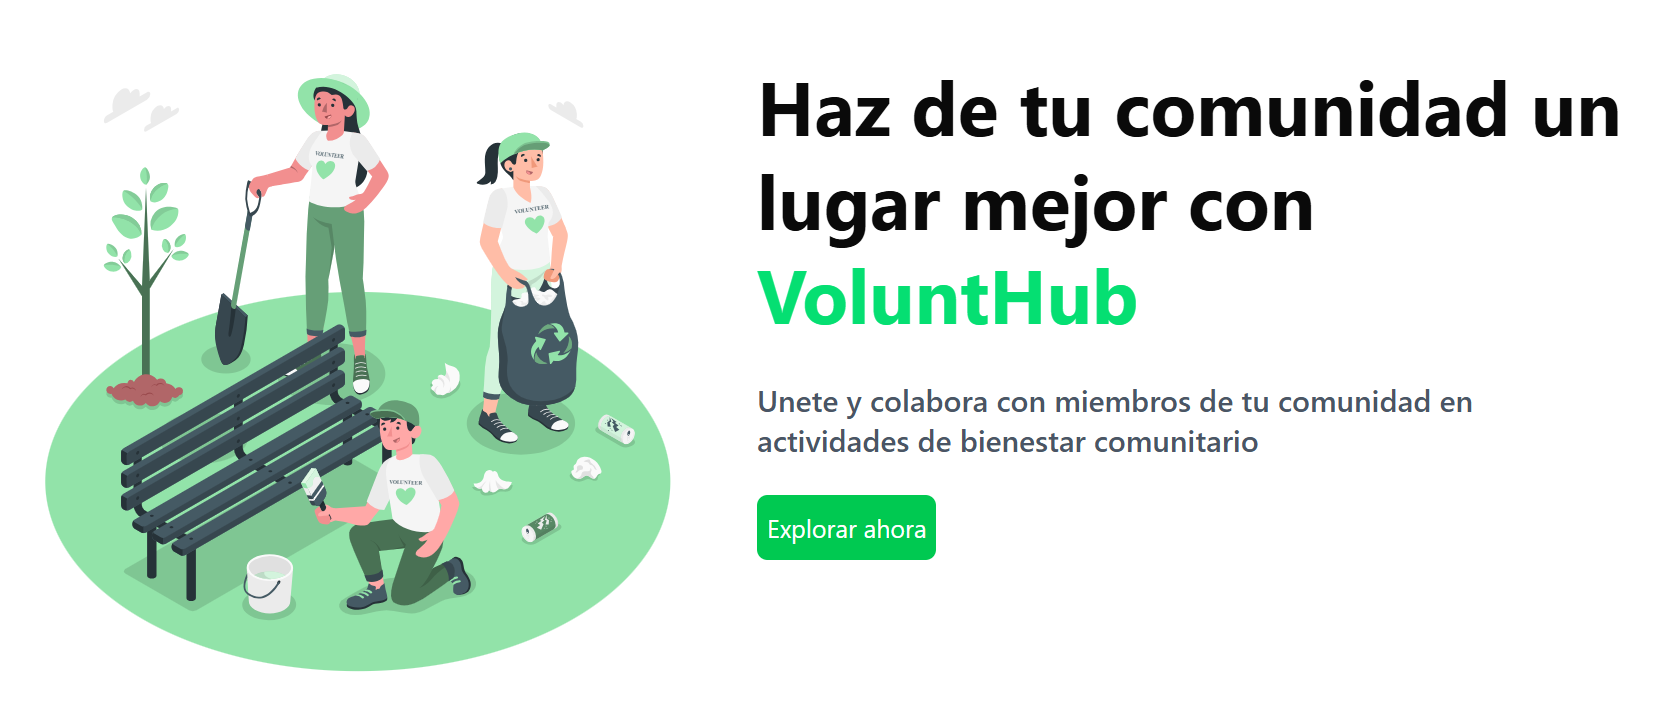 Haz de tu comunidad un
lugar mejor con
VoluntHub
Unete y colabora con miembros de tu comunidad en
actividades de bienestar comunitario
Explorar ahora
VOLUNTEER
VOLUNTEER
VOLUNTEER